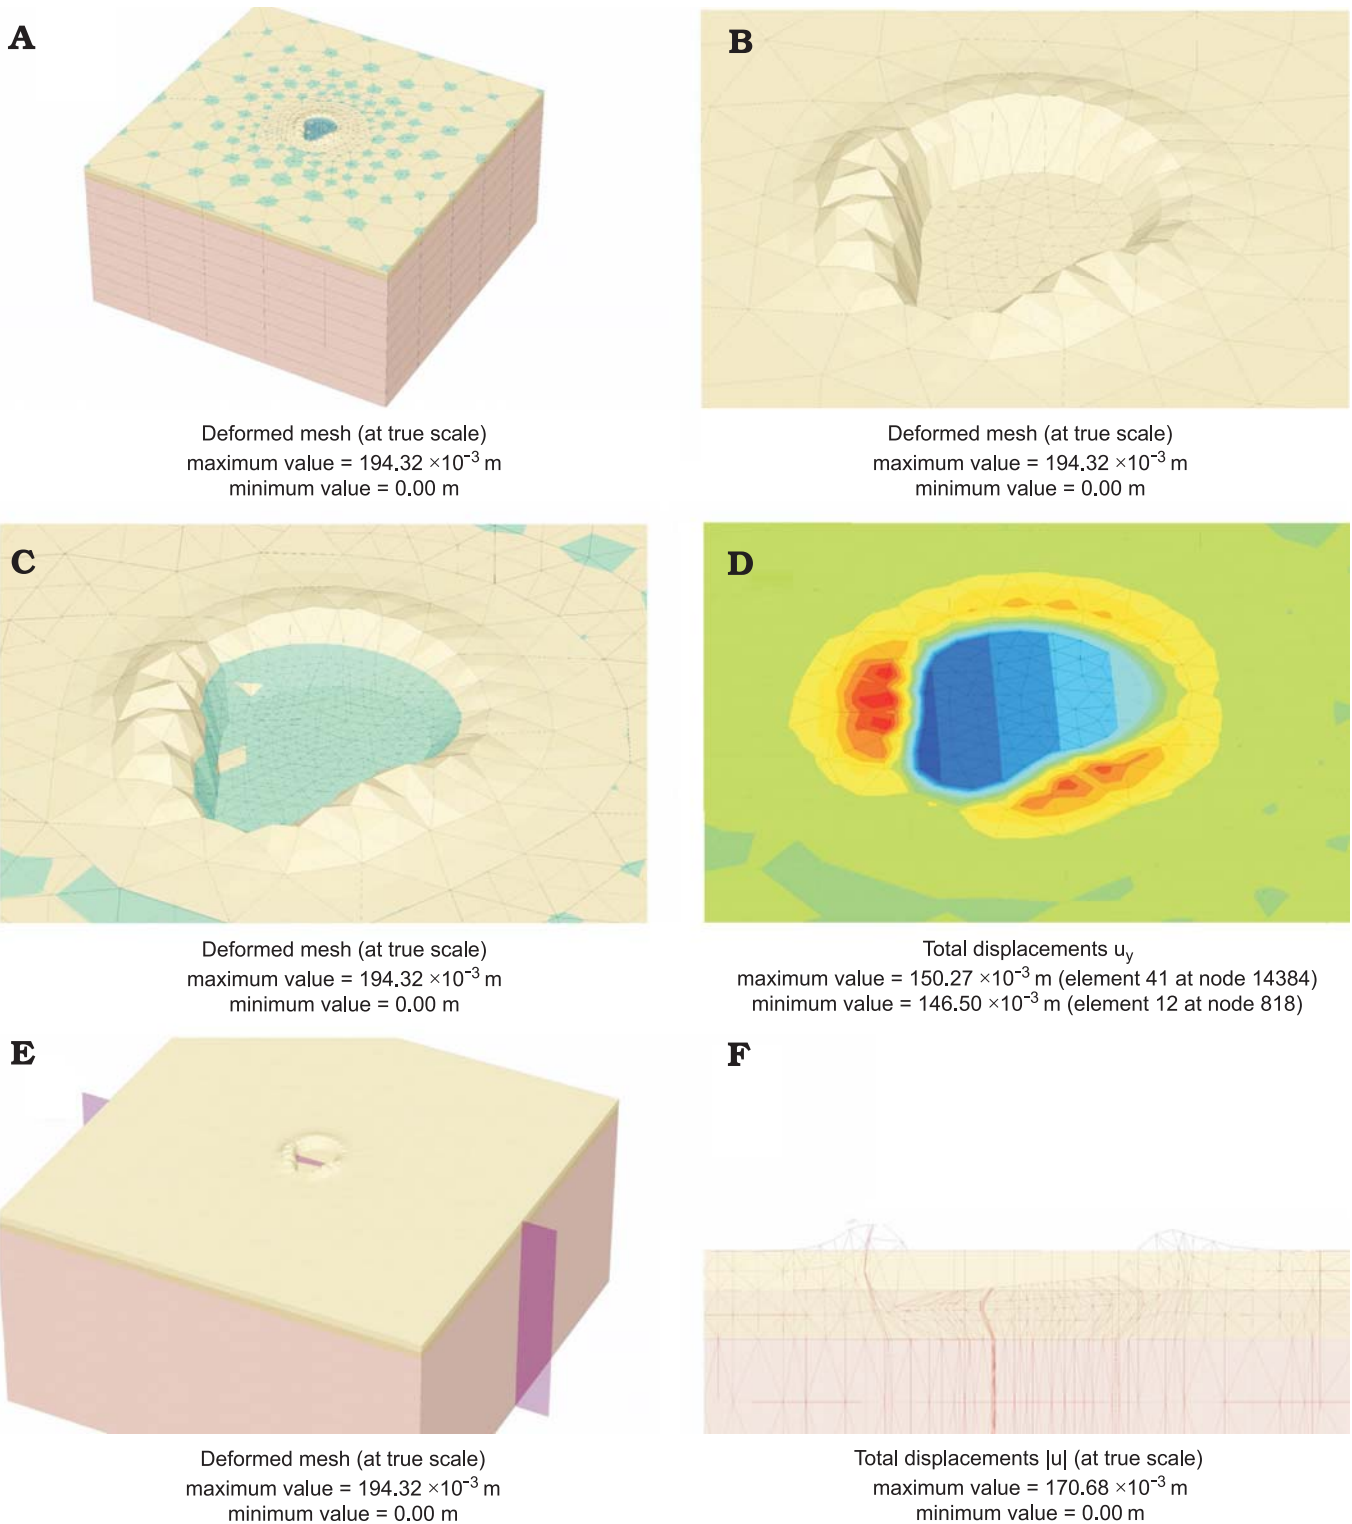 A
B
Deformed mesh (at true scale)
maximum value = 194.32 ×10⁻³ m
minimum value = 0.00 m
Deformed mesh (at true scale)
maximum value = 194.32 ×10⁻³ m
minimum value = 0.00 m
C
D
Deformed mesh (at true scale)
maximum value = 194.32 ×10⁻³ m
minimum value = 0.00 m
Total displacements uy
maximum value = 150.27 ×10⁻³ m (element 41 at node 14384)
minimum value = 146.50 ×10⁻³ m (element 12 at node 818)
E
F
Deformed mesh (at true scale)
maximum value = 194.32 ×10⁻³ m
minimum value = 0.00 m
Total displacements |u| (at true scale)
maximum value = 170.68 ×10⁻³ m
minimum value = 0.00 m